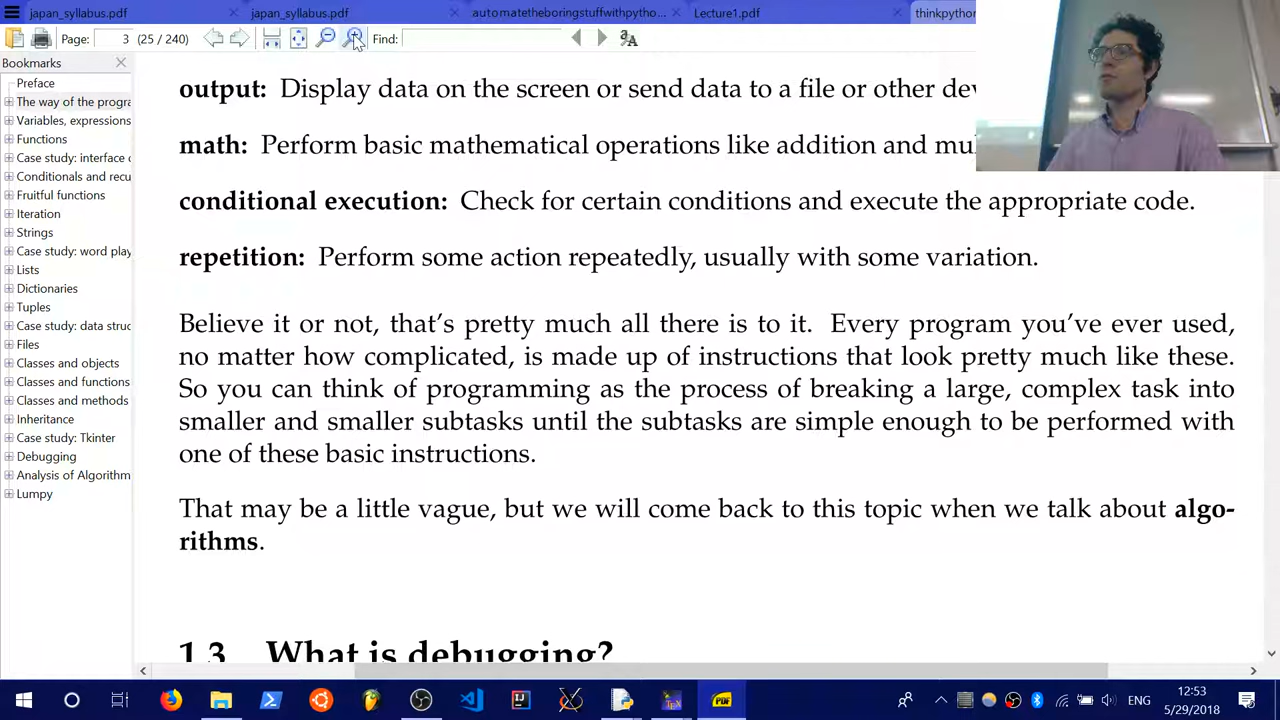 japan_syllabus.pdf
japan_syllabus.pdf
automatetheboringstuffwithpytho...
Lecture1.pdf
thinkpython
Page: 3 (25 / 240)
Find:
Bookmarks
Preface
The way of the progra
Variables, expressions
Functions
Case study: interface
Conditionals and recu
Fruitful functions
Iteration
Strings
Case study: word play
Lists
Dictionaries
Tuples
Case study: data struc
Files
Classes and objects
Classes and functions
Classes and methods
Inheritance
Case study: Tkinter
Debugging
Analysis of Algorithm
Lumpy
output: Display data on the screen or send data to a file or other dev
math: Perform basic mathematical operations like addition and mul
conditional execution: Check for certain conditions and execute the appropriate code.
repetition: Perform some action repeatedly, usually with some variation.
Believe it or not, that's pretty much all there is to it. Every program you've ever used,
no matter how complicated, is made up of instructions that look pretty much like these.
So you can think of programming as the process of breaking a large, complex task into
smaller and smaller subtasks until the subtasks are simple enough to be performed with
one of these basic instructions.
That may be a little vague, but we will come back to this topic when we talk about algo-
rithms.
1.3 What is debugging?
ENG
12:53
5/29/2018